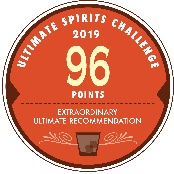 ULTIMATE SPIRITS CHALLENGE
2019
96
POINTS
EXTRAORDINARY
ULTIMATE RECOMMENDATION